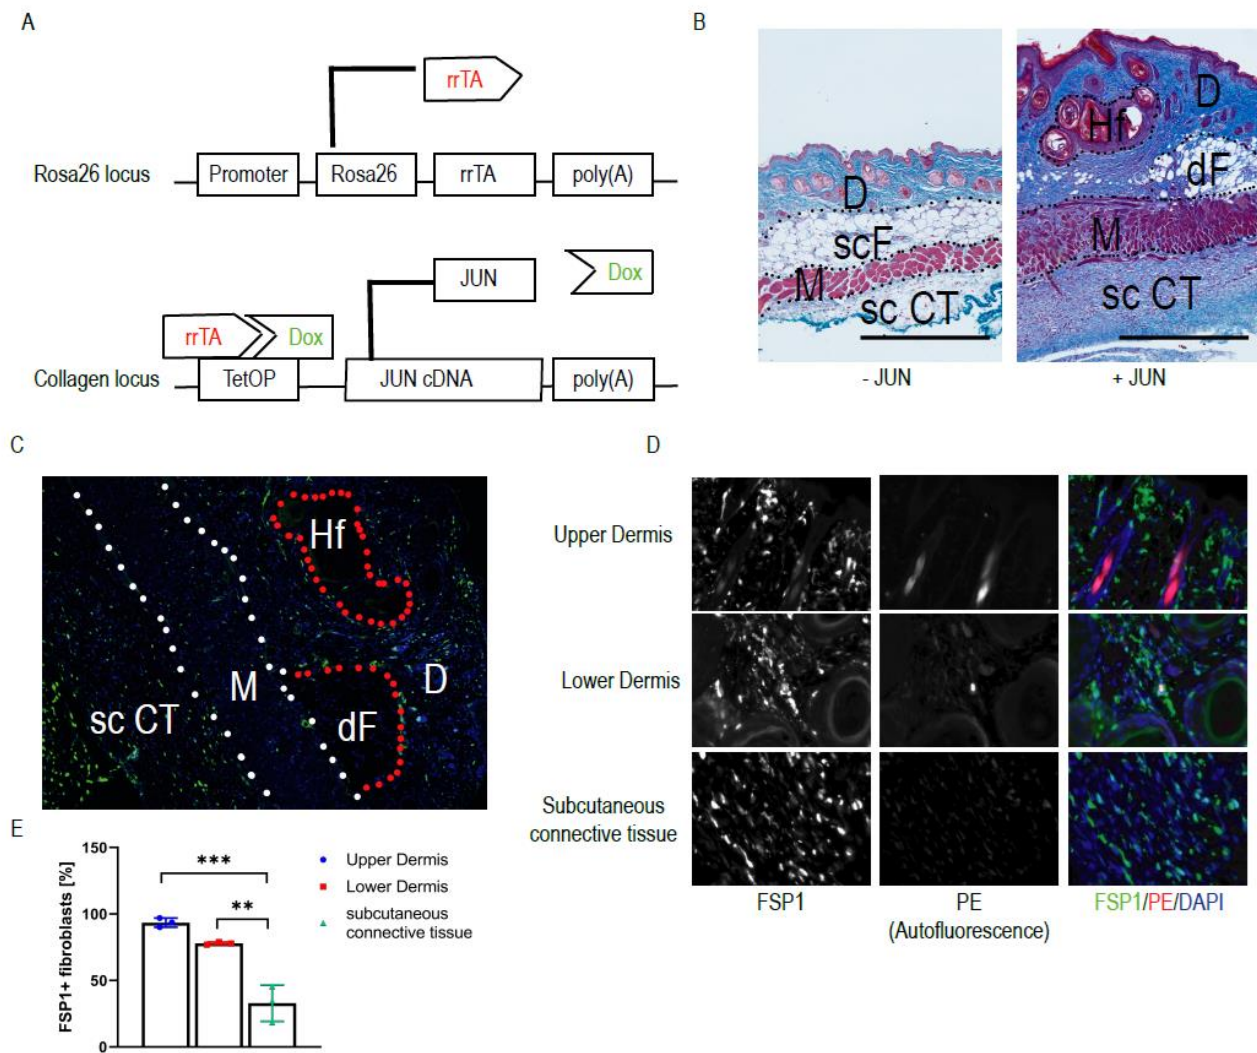 A
rrTA
Rosa26 locus
Promoter
Rosa26
rrTA
poly(A)
JUN
Dox
rrTA
Dox
Collagen locus
TetOP
JUN cDNA
poly(A)
B
D
scF
M
sc CT
- JUN
D
Hf
dF
M
sc CT
+ JUN
C
Hf
M
D
sc CT
dF
D
Upper Dermis
Lower Dermis
Subcutaneous
connective tissue
FSP1
PE
(Autofluorescence)
FSP1/PE/DAPI
E
FSP1+ fibroblasts [%]
150
100
50
0
***
**
Upper Dermis
Lower Dermis
subcutaneous
connective tissue